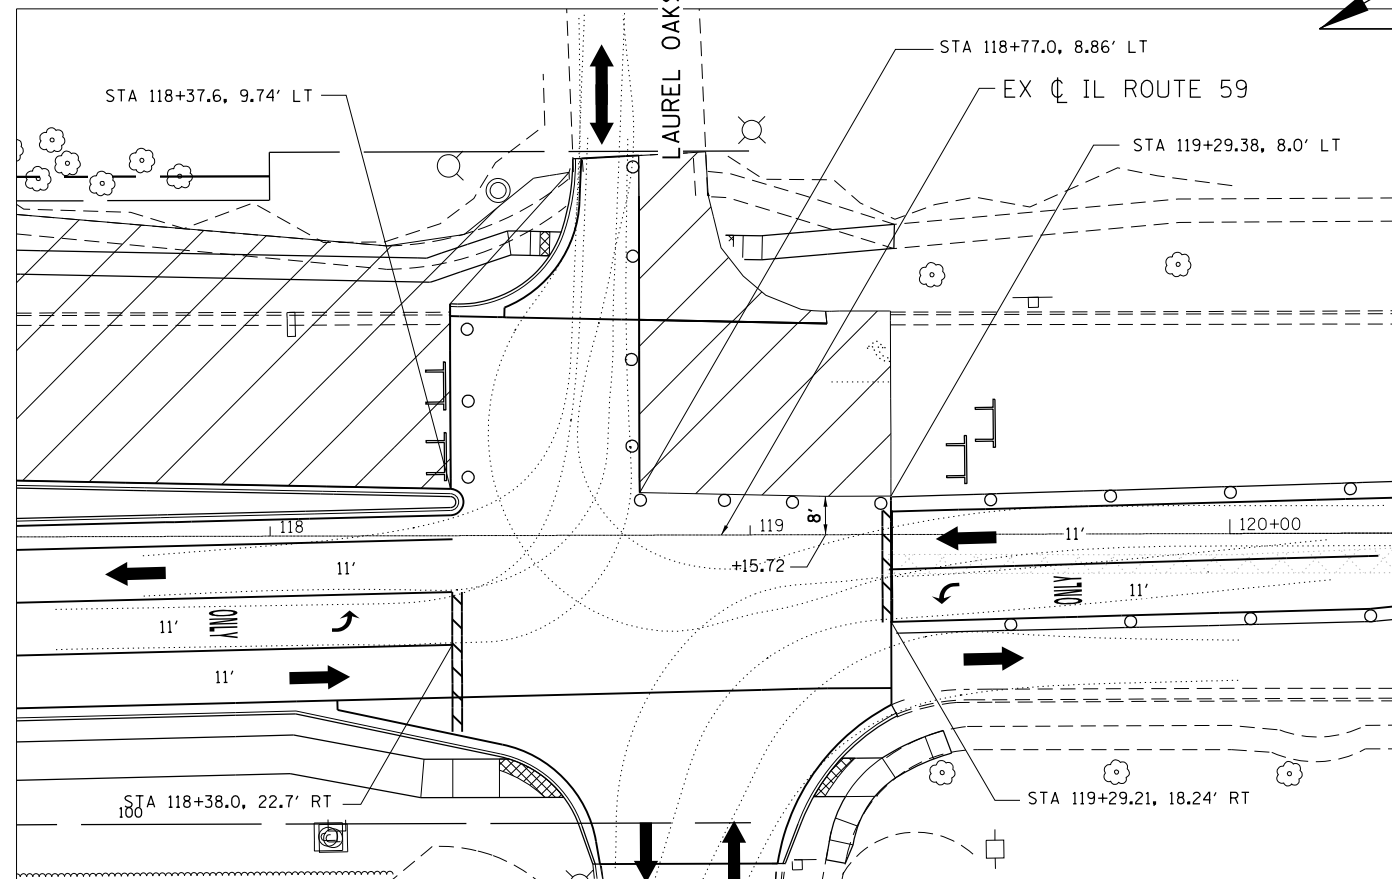 LAUREL OAKS
STA 118+77.0, 8.86' LT
EX ℄ IL ROUTE 59
STA 118+37.6, 9.74' LT
STA 119+29.38, 8.0' LT
118
119
8'
120+00
11'
+15.72
11'
11'
ONLY
ONLY
11'
11'
STA 118+38.0, 22.7' RT
100
STA 119+29.21, 18.24' RT